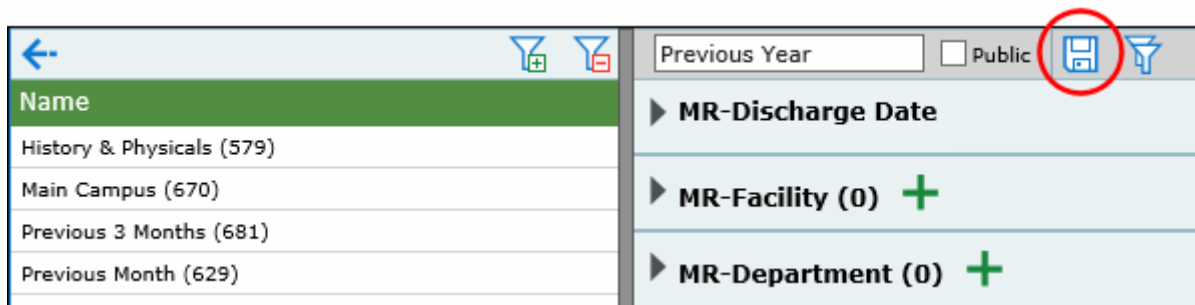 Previous Year
Public
Name
History & Physicals (579)
Main Campus (670)
Previous 3 Months (681)
Previous Month (629)
MR-Discharge Date
MR-Facility (0)
MR-Department (0)